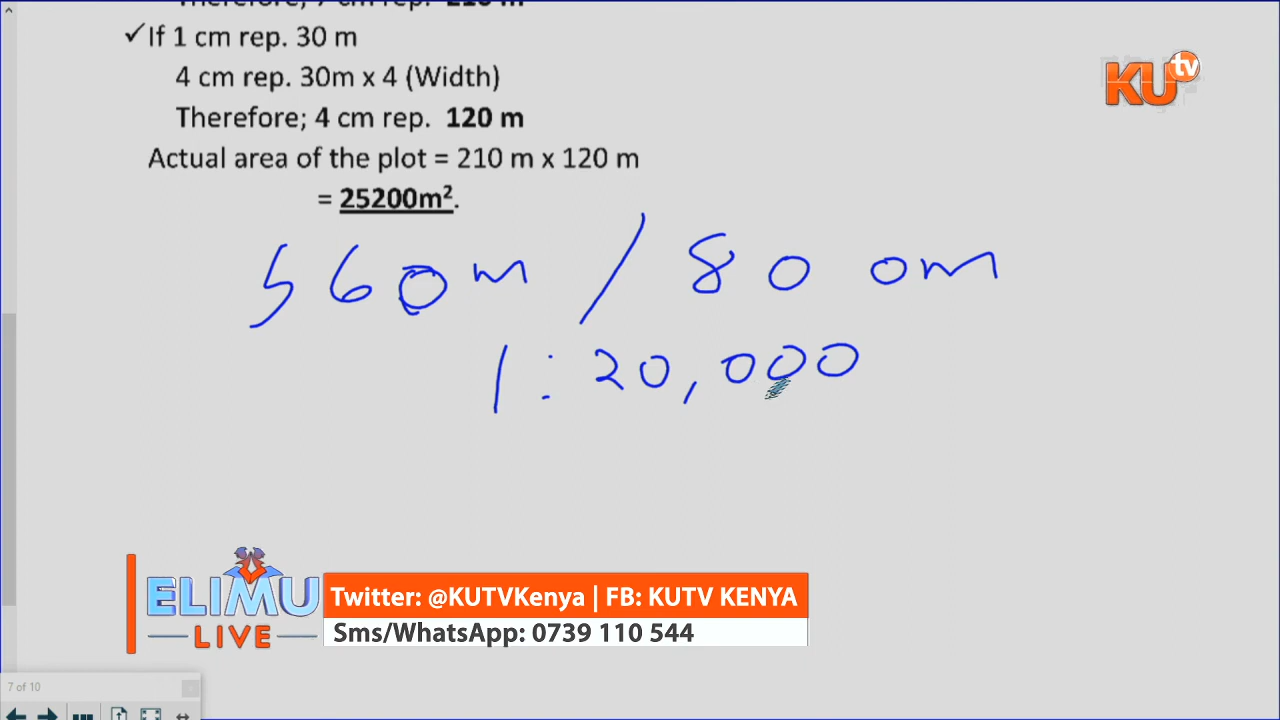 ✓If 1 cm rep. 30 m
4 cm rep. 30m x 4 (Width)
Therefore; 4 cm rep. 120 m
Actual area of the plot = 210 m x 120 m
= 25200m².
560m / 80 0m
1 : 20,000
KU tv
ELIMU
LIVE
Twitter: @KUTVKenya | FB: KUTV KENYA
Sms/WhatsApp: 0739 110 544
7 of 10